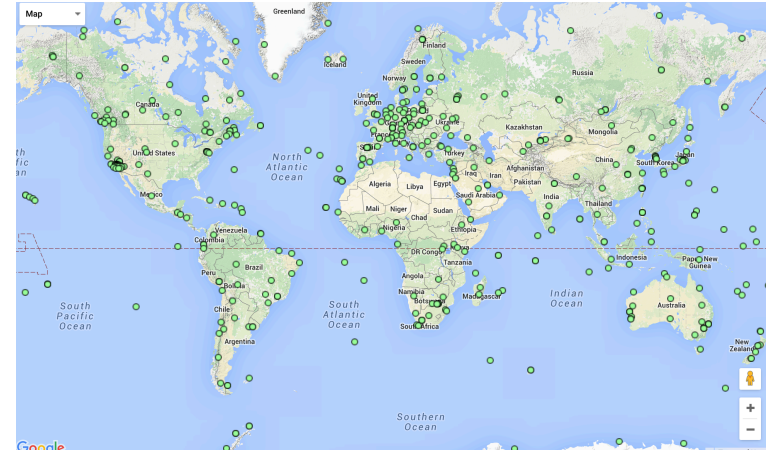 Map
Greenland
Iceland
Finland
Sweden
Norway
Russia
United
Kingdom
Canada
Ukraine
Kazakhstan
Mongolia
United States
North
Atlantic
Ocean
Turkey
Afghanistan
China
South Korea
Japan
Iraq
Iran
Pakistan
Algeria
Libya
Egypt
Saudi Arabia
India
Mexico
Mali
Niger
Chad
Sudan
Thailand
Nigeria
Ethiopia
Venezuela
Colombia
DR Congo
Kenya
Indonesia
Papua New
Guinea
Tanzania
Peru
Brazil
Angola
Bolivia
Namibia
Botswana
Madagascar
Indian
Ocean
South
Pacific
Ocean
South
Atlantic
Ocean
Chile
Australia
South Africa
Argentina
New
Zealand
Southern
Ocean
Google